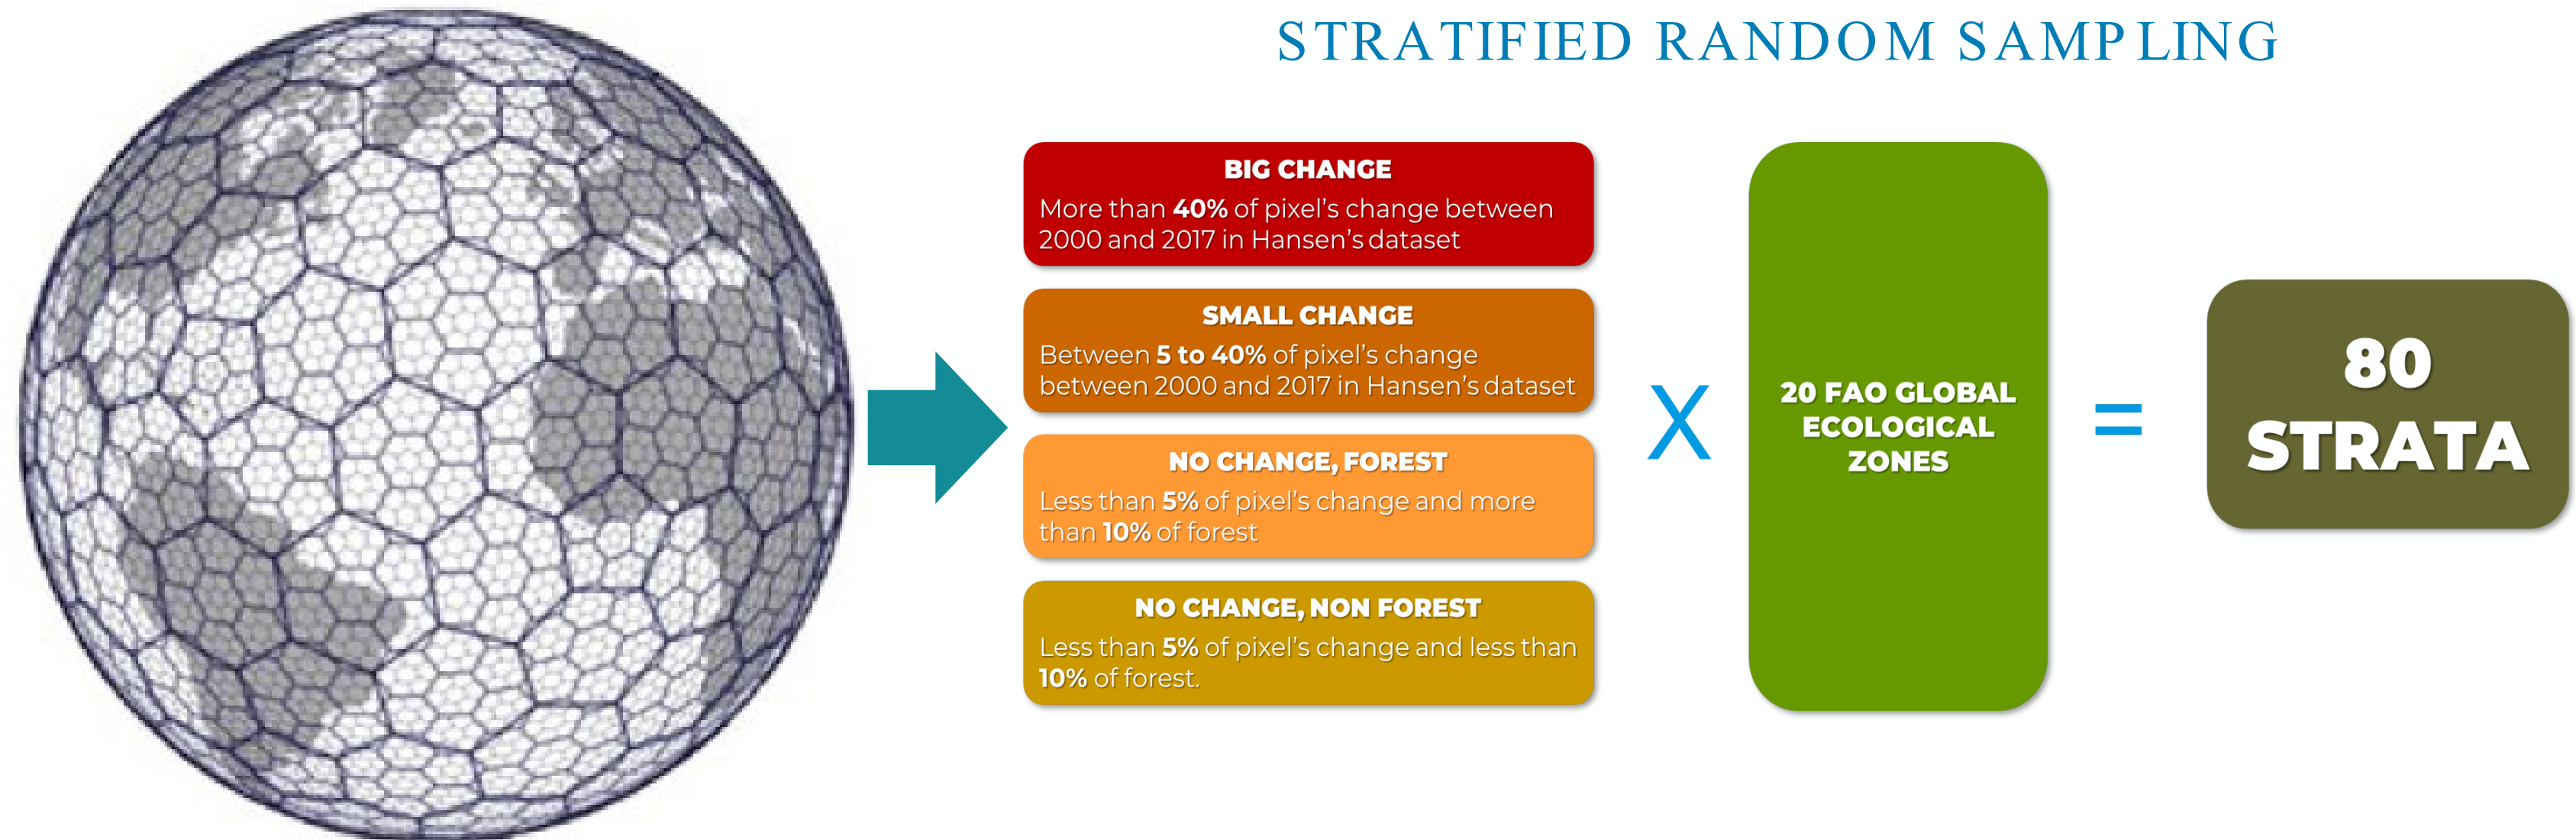 STRATIFIED RANDOM SAMPLING
BIG CHANGE
More than 40% of pixel's change between
2000 and 2017 in Hansen's dataset
SMALL CHANGE
Between 5 to 40% of pixel's change
between 2000 and 2017 in Hansen's dataset
NO CHANGE, FOREST
Less than 5% of pixel's change and more
than 10% of forest
NO CHANGE, NON FOREST
Less than 5% of pixel's change and less than
10% of forest.
X
20 FAO GLOBAL
ECOLOGICAL
ZONES
=
80
STRATA